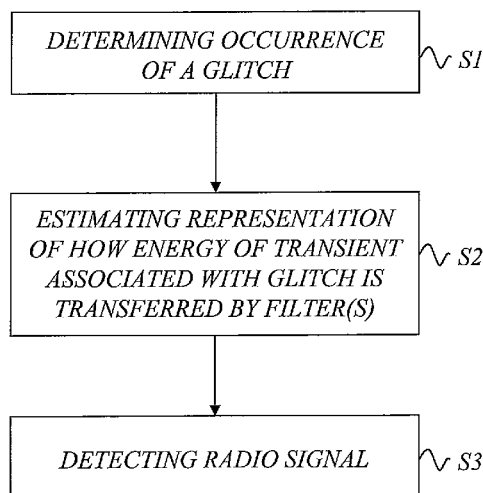 DETERMINING OCCURRENCE
OF A GLITCH
S1
ESTIMATING REPRESENTATION
OF HOW ENERGY OF TRANSIENT
ASSOCIATED WITH GLITCH IS
TRANSFERRED BY FILTER(S)
S2
DETECTING RADIO SIGNAL
S3